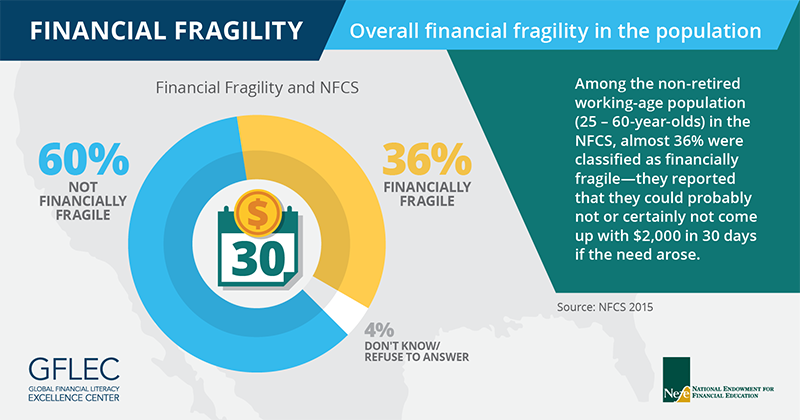 FINANCIAL FRAGILITY
Overall financial fragility in the population
Financial Fragility and NFCS
60%
NOT
FINANCIALLY
FRAGILE
36%
FINANCIALLY
FRAGILE
$
30
4%
DON'T KNOW/
REFUSE TO ANSWER
Among the non-retired
working-age population
(25 – 60-year-olds) in the
NFCS, almost 36% were
classified as financially
fragile—they reported
that they could probably
not or certainly not come
up with $2,000 in 30 days
if the need arose.
Source: NFCS 2015
GFLEC
GLOBAL FINANCIAL LITERACY
EXCELLENCE CENTER
Nefe
NATIONAL ENDOWMENT FOR
FINANCIAL EDUCATION